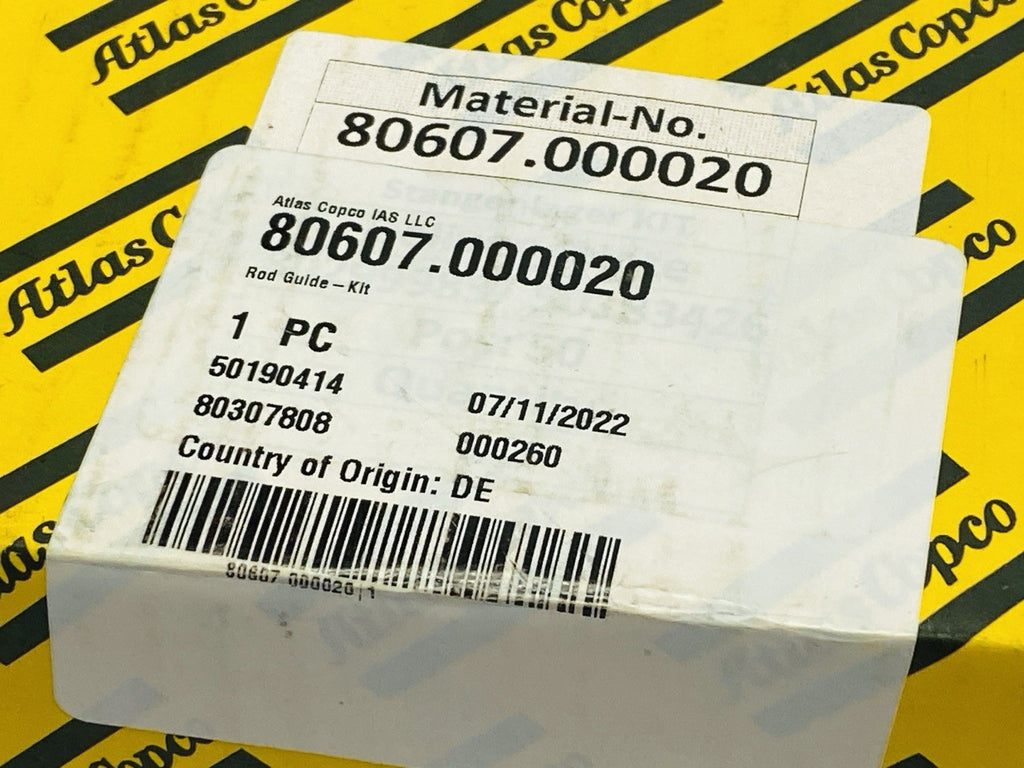 Atlas Copco
Atlas Copco
Atlas Copco
Material-No.
80607.000020
Atlas Copco IAS LLC
80607.000020
Rod Guide – Kit
1 PC
50190414 07/11/2022
80307808 000260
Country of Origin: DE
80607 000020|1
Atlas